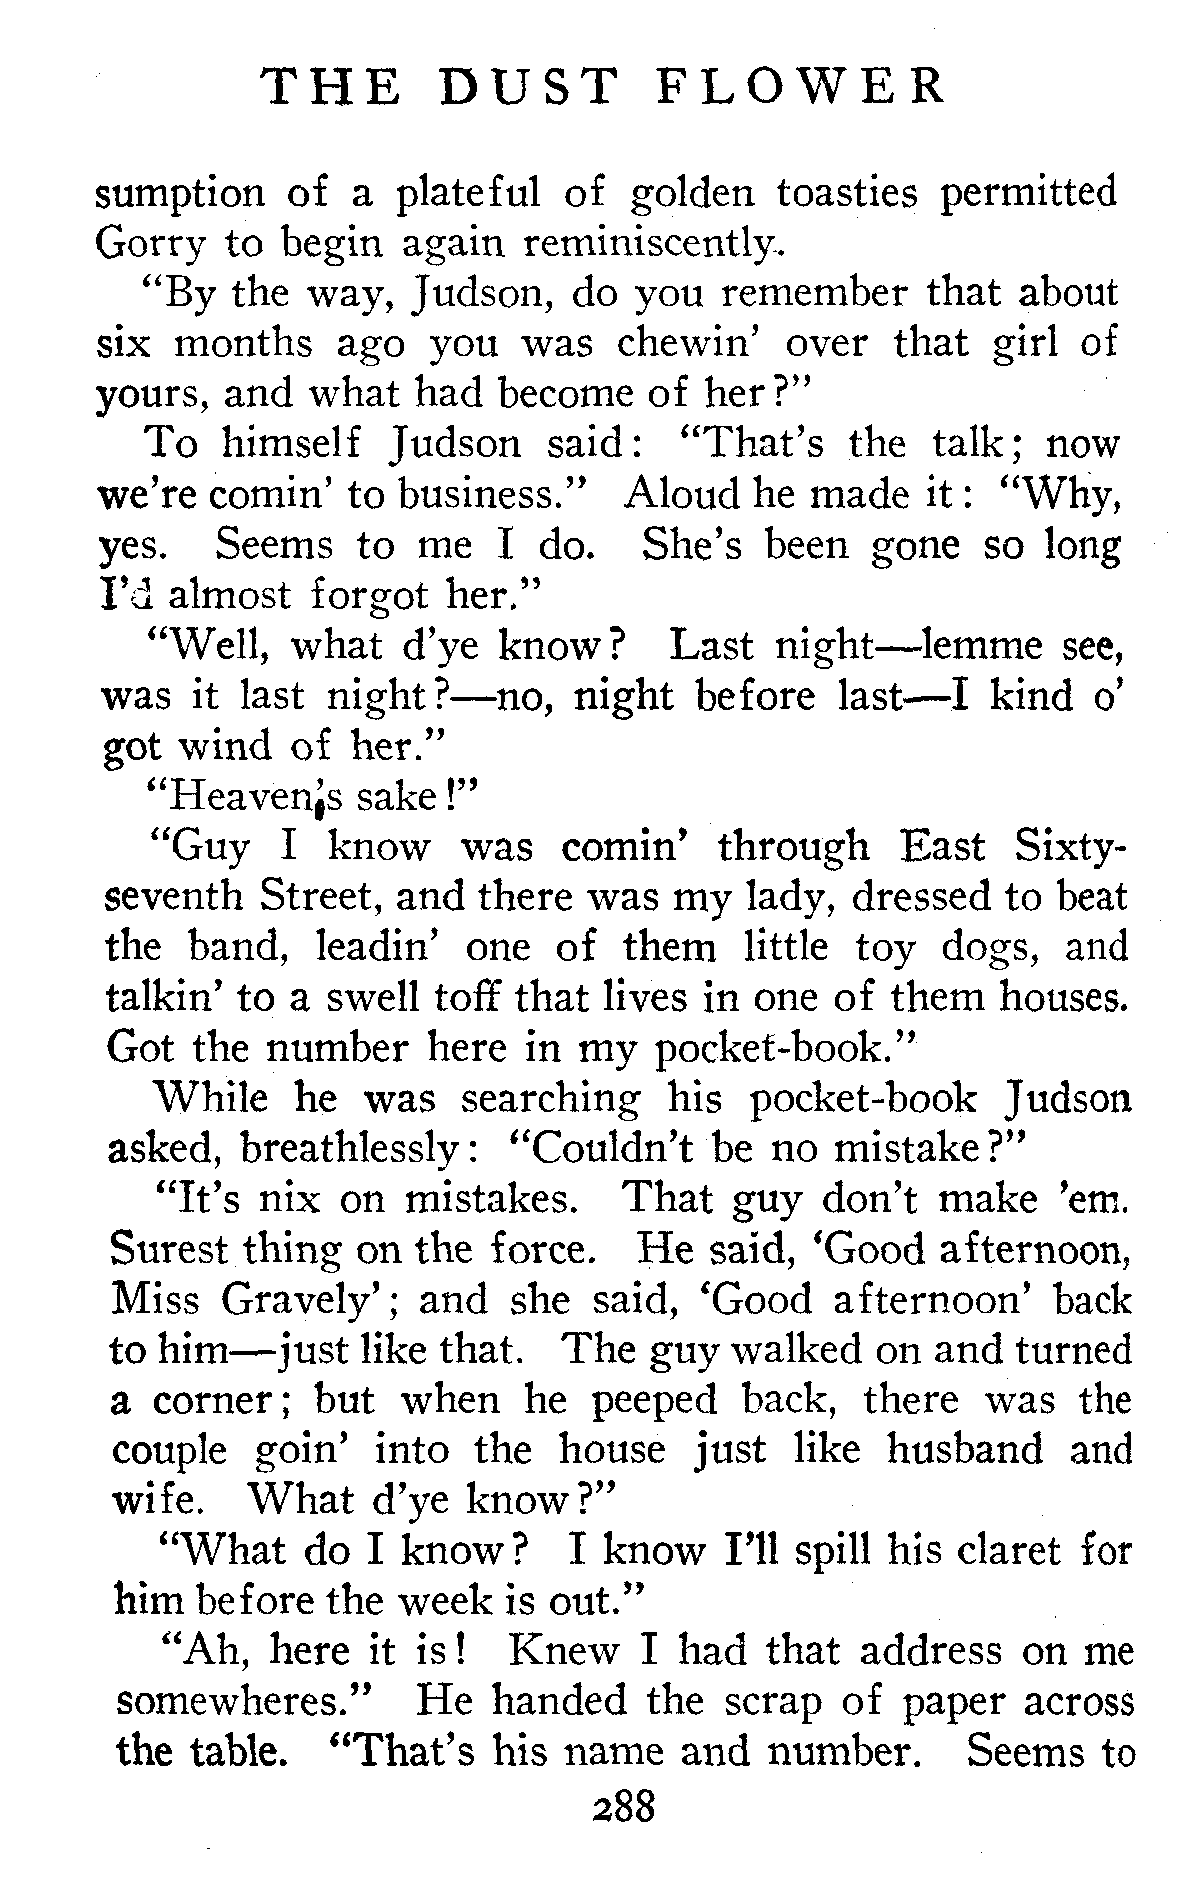 THE DUST FLOWER
sumption of a plateful of golden toasties permitted
Gorry to begin again reminiscently.
“By the way, Judson, do you remember that about
six months ago you was chewin’ over that girl of
yours, and what had become of her?”
To himself Judson said: “That’s the talk; now
we’re comin’ to business.” Aloud he made it: “Why,
yes. Seems to me I do. She’s been gone so long
I’d almost forgot her.”
“Well, what d’ye know? Last night—lemme see,
was it last night?—no, night before last—I kind o’
got wind of her.”
“Heaven’s sake!”
“Guy I know was comin’ through East Sixty-
seventh Street, and there was my lady, dressed to beat
the band, leadin’ one of them little toy dogs, and
talkin’ to a swell toff that lives in one of them houses.
Got the number here in my pocket-book.”
While he was searching his pocket-book Judson
asked, breathlessly: “Couldn’t be no mistake?”
“It’s nix on mistakes. That guy don’t make ’em.
Surest thing on the force. He said, ‘Good afternoon,
Miss Gravely’; and she said, ‘Good afternoon’ back
to him—just like that. The guy walked on and turned
a corner; but when he peeped back, there was the
couple goin’ into the house just like husband and
wife. What d’ye know?”
“What do I know? I know I’ll spill his claret for
him before the week is out.”
“Ah, here it is! Knew I had that address on me
somewheres.” He handed the scrap of paper across
the table. “That’s his name and number. Seems to
288